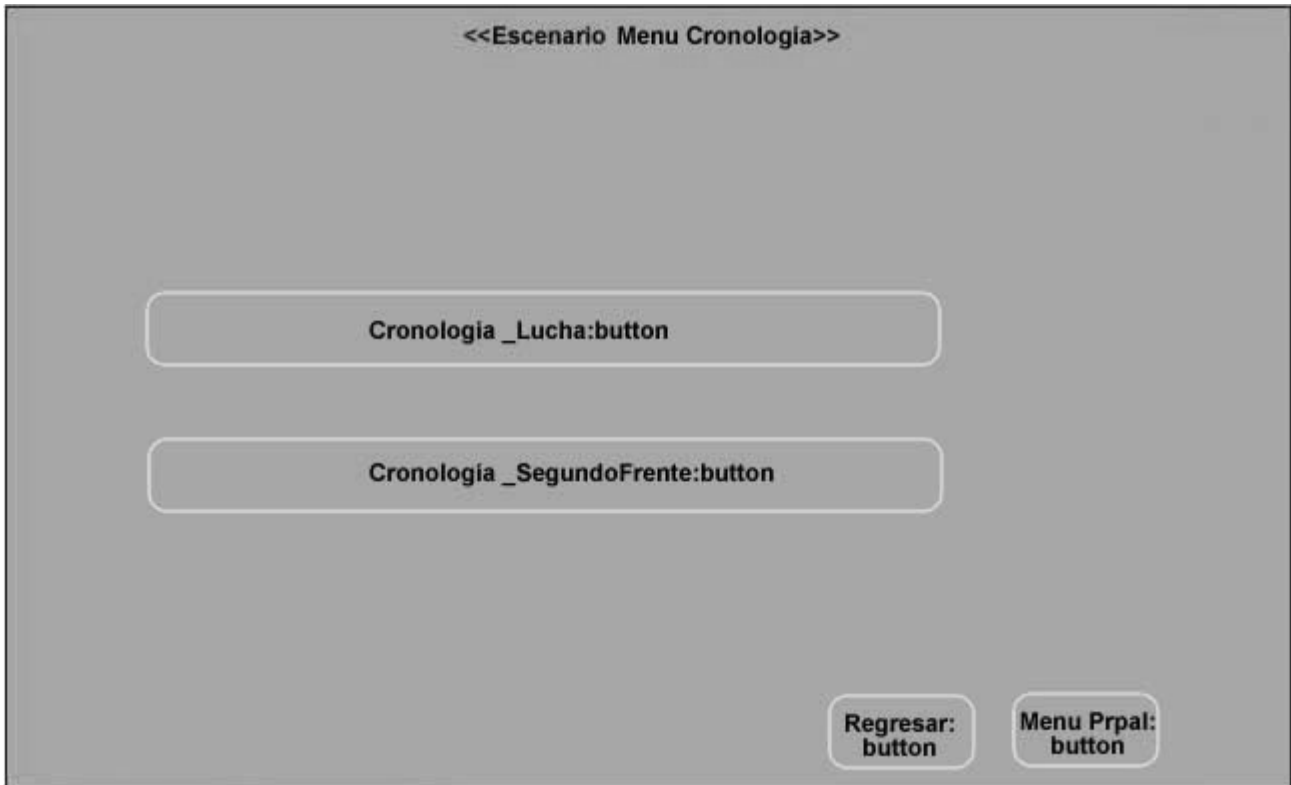 <<Escenario Menu Cronologia>>
Cronologia _Lucha:button
Cronologia _SegundoFrente:button
Regresar:
button
Menu Prpal:
button